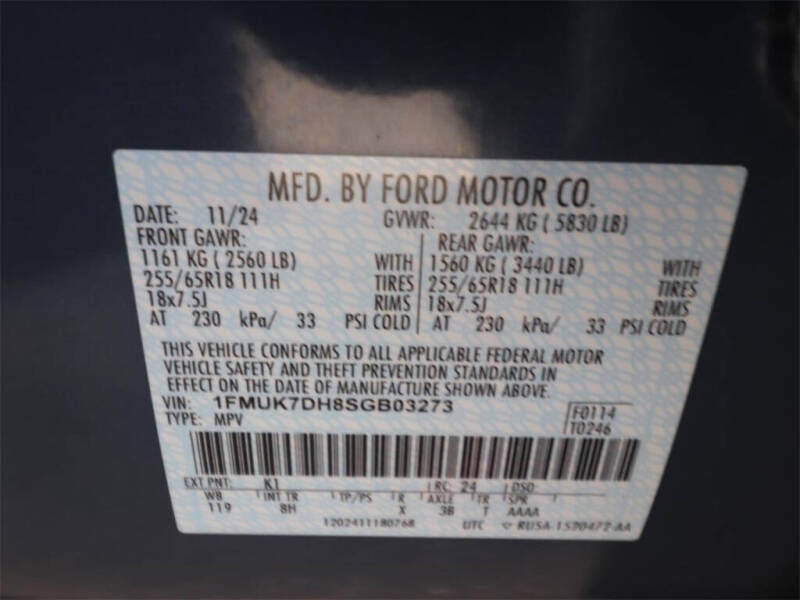 MFD. BY FORD MOTOR CO.
DATE: 11/24 GVWR: 2644 KG ( 5830 LB)
FRONT GAWR: REAR GAWR:
1161 KG ( 2560 LB) WITH 1560 KG ( 3440 LB) WITH
255/65R18 111H TIRES 255/65R18 111H TIRES
18x7.5J RIMS 18x7.5J RIMS
AT 230 kPa/ 33 PSI COLD AT 230 kPa/ 33 PSI COLD
THIS VEHICLE CONFORMS TO ALL APPLICABLE FEDERAL MOTOR
VEHICLE SAFETY AND THEFT PREVENTION STANDARDS IN
EFFECT ON THE DATE OF MANUFACTURE SHOWN ABOVE.
VIN: 1FMUK7DH8SGB03273 F0114
TYPE: MPV T0246
EXT PNT: K1 RC: 24 DSO:
WB INT TR TP/PS R AXLE TR SPR
119 8H X 3B T AAAA
1202411180768 UTC RU5A-1520472-AA